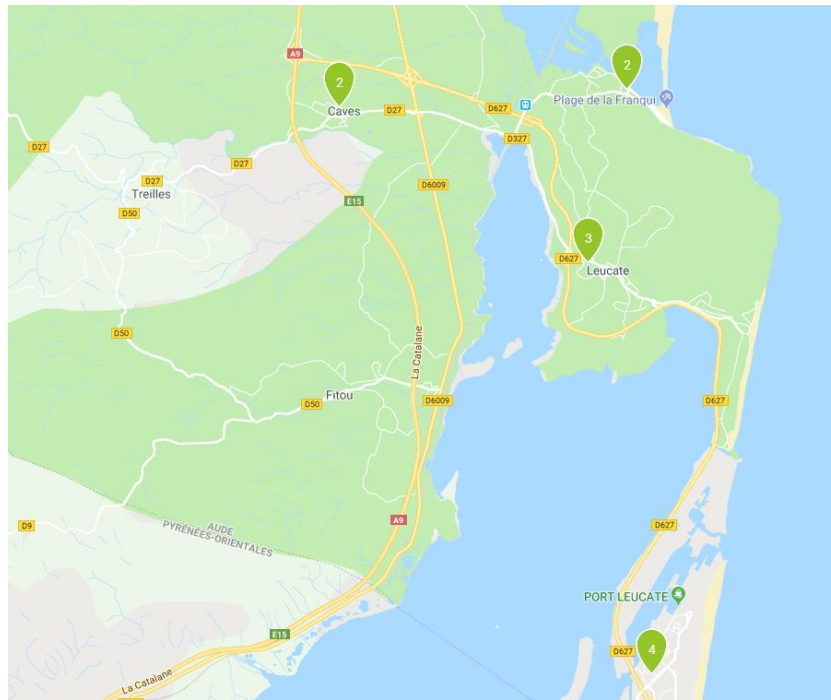 A9
2
2
Plage de la Franqui
Caves
D27
D627
D327
D27
D27
D27
Treilles
D50
E15
D6009
3
D627
Leucate
La Catalane
D50
Fitou
D50
D6009
D627
D9
AUDE
PYRÉNÉES-ORIENTALES
A9
D627
PORT LEUCATE
E15
4
La Catalane